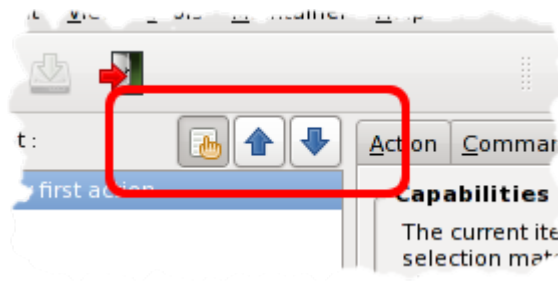 t :
Action Comman
first action
Capabilities
The current ite
selection mat